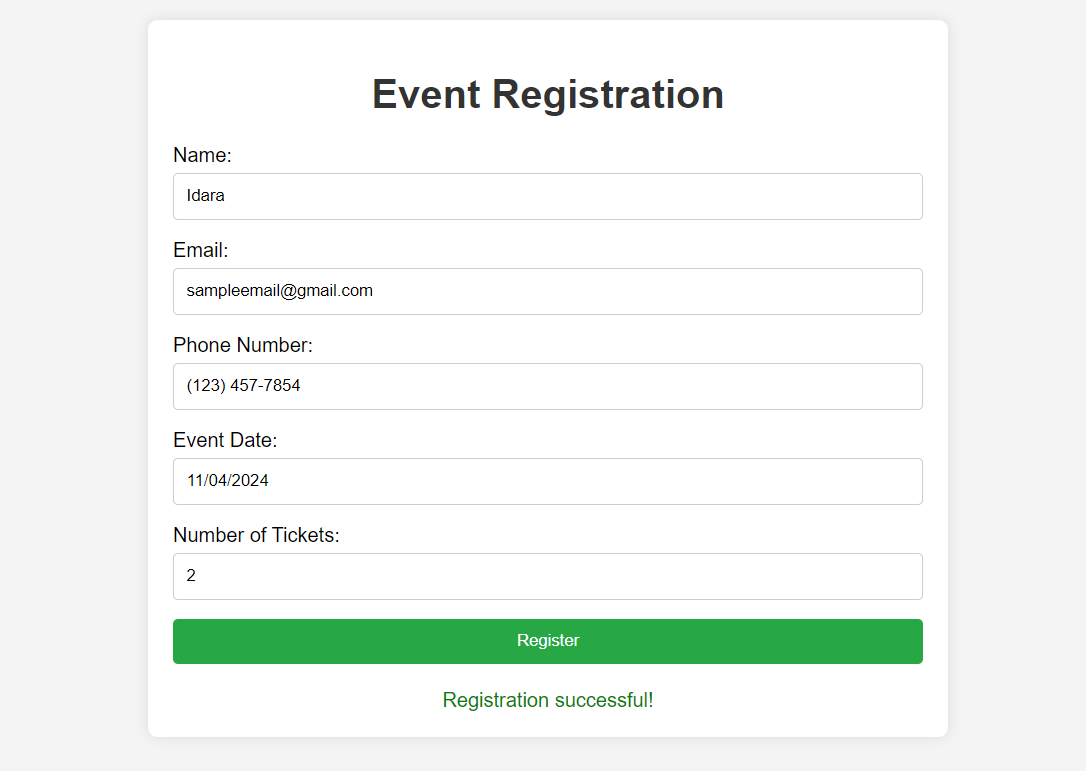 Event Registration
Name:
Idara
Email:
sampleemail@gmail.com
Phone Number:
(123) 457-7854
Event Date:
11/04/2024
Number of Tickets:
2
Register
Registration successful!